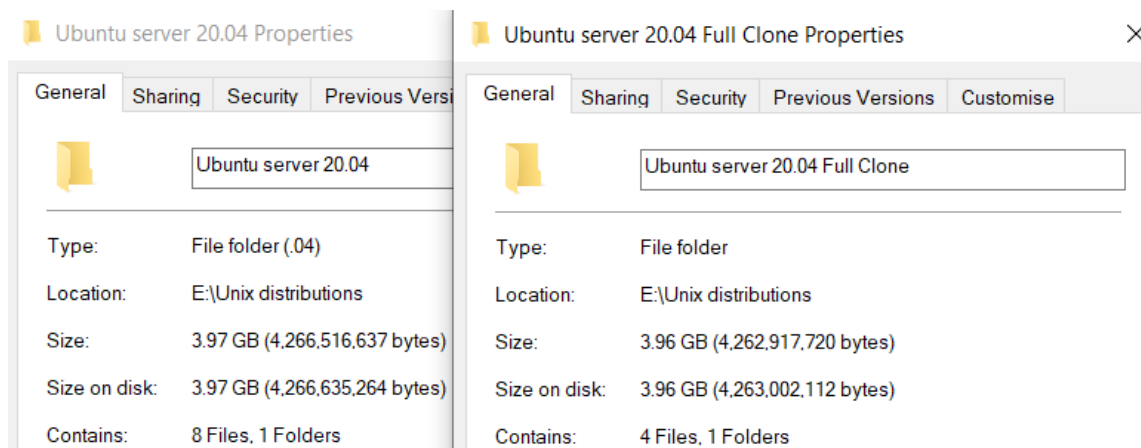 Ubuntu server 20.04 Properties
General Sharing Security Previous Versi
Ubuntu server 20.04
Type: File folder (.04)
Location: E:\Unix distributions
Size: 3.97 GB (4,266,516,637 bytes)
Size on disk: 3.97 GB (4,266,635,264 bytes)
Contains: 8 Files, 1 Folders
Ubuntu server 20.04 Full Clone Properties
General Sharing Security Previous Versions Customise
Ubuntu server 20.04 Full Clone
Type: File folder
Location: E:\Unix distributions
Size: 3.96 GB (4,262,917,720 bytes)
Size on disk: 3.96 GB (4,263,002,112 bytes)
Contains: 4 Files, 1 Folders